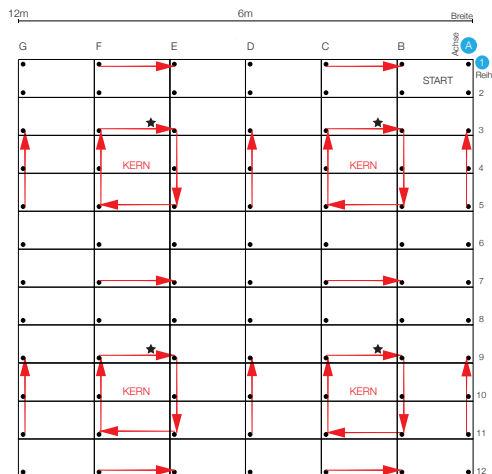 12m 6m Breite
G F E D C B Achse A
1
Reih
START
2
3
KERN KERN
4
5
6
7
8
9
KERN KERN
10
11
12